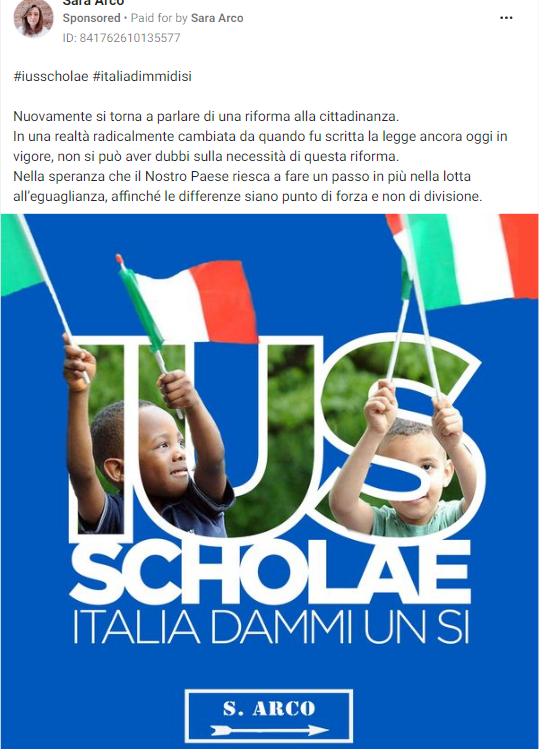 Sara Arco
Sponsored • Paid for by Sara Arco
ID: 841762610135577
#iusscholae #italiadimmidisi
Nuovamente si torna a parlare di una riforma alla cittadinanza.
In una realtà radicalmente cambiata da quando fu scritta la legge ancora oggi in
vigore, non si può aver dubbi sulla necessità di questa riforma.
Nella speranza che il Nostro Paese riesca a fare un passo in più nella lotta
all'eguaglianza, affinché le differenze siano punto di forza e non di divisione.
IUS
SCHOLAE
ITALIA DAMMI UN SI
S. ARCO